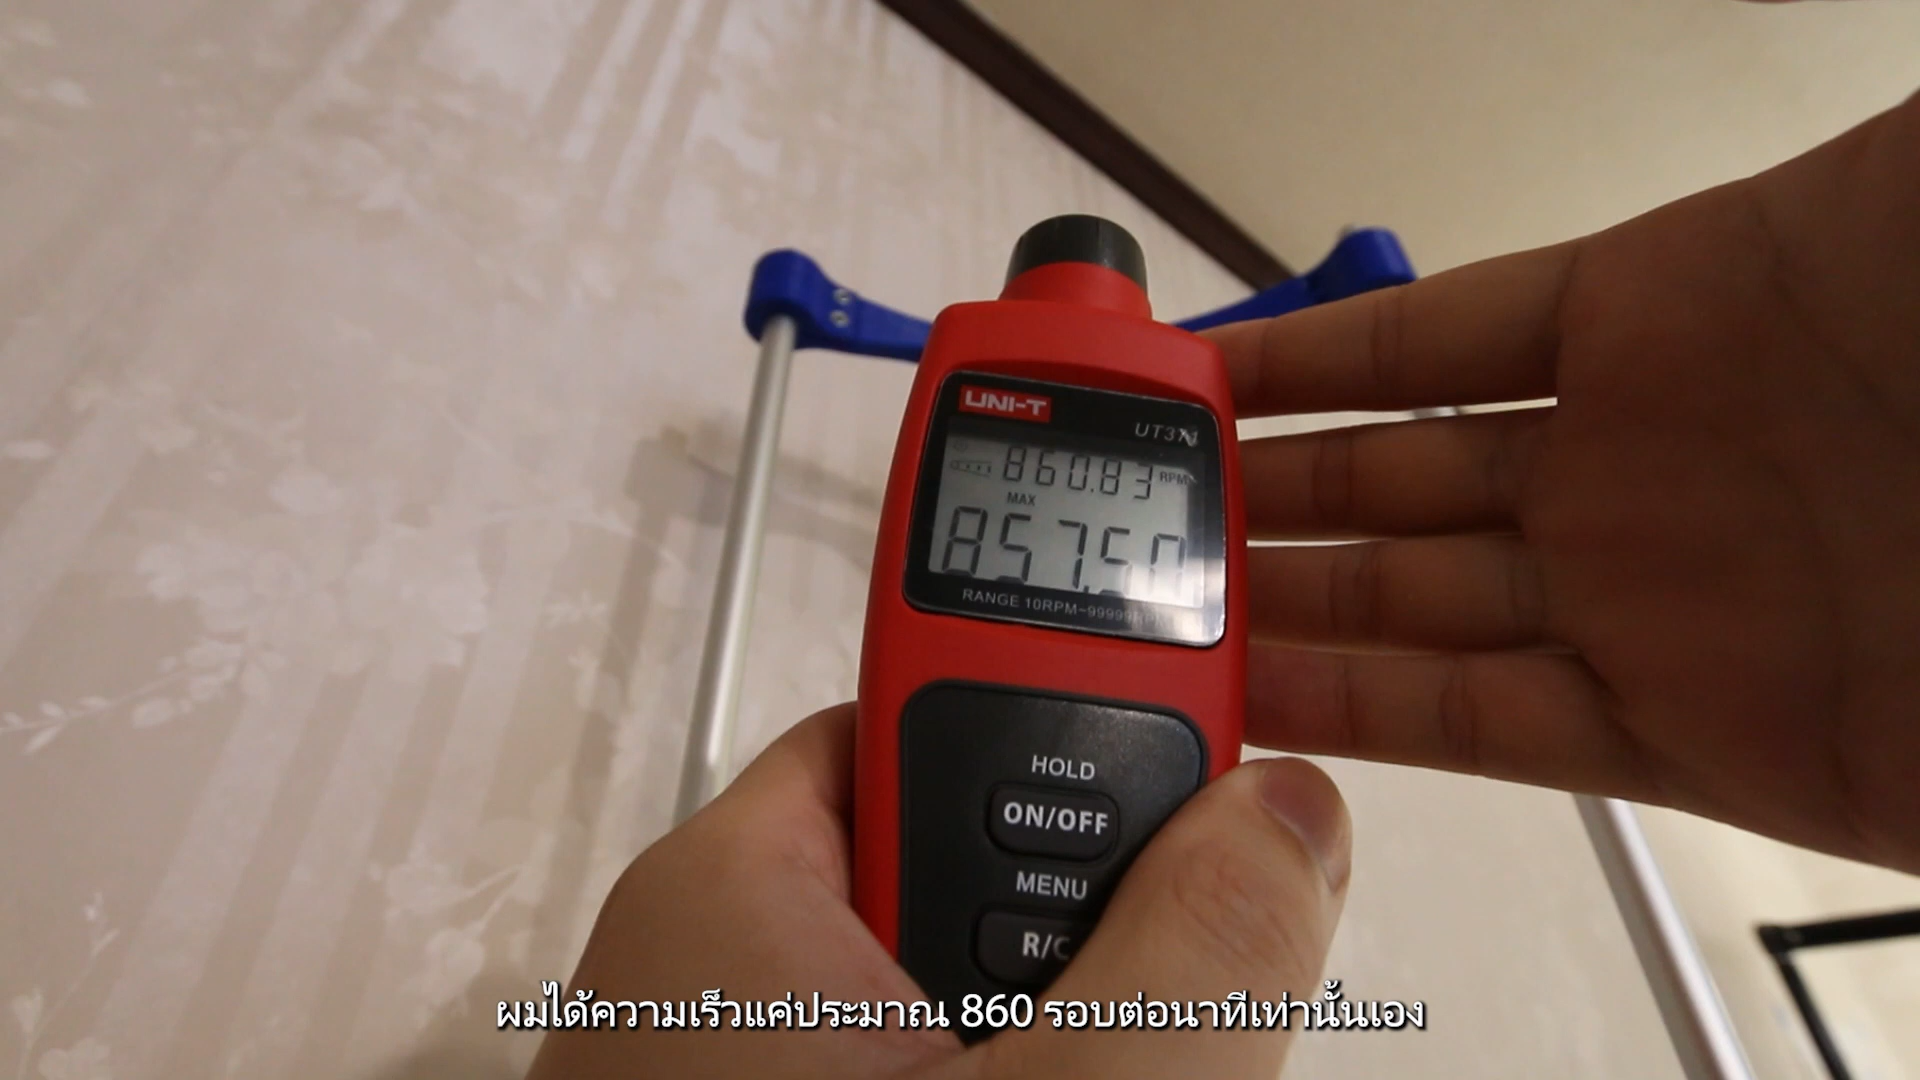 UNI-T
UT371
860.83 RPM
MAX
857.50
RANGE 10RPM~99999
HOLD
ON/OFF
MENU
R/C
ผมได้ความเร็วแค่ประมาณ 860 รอบต่อนาทีเท่านั้นเอง